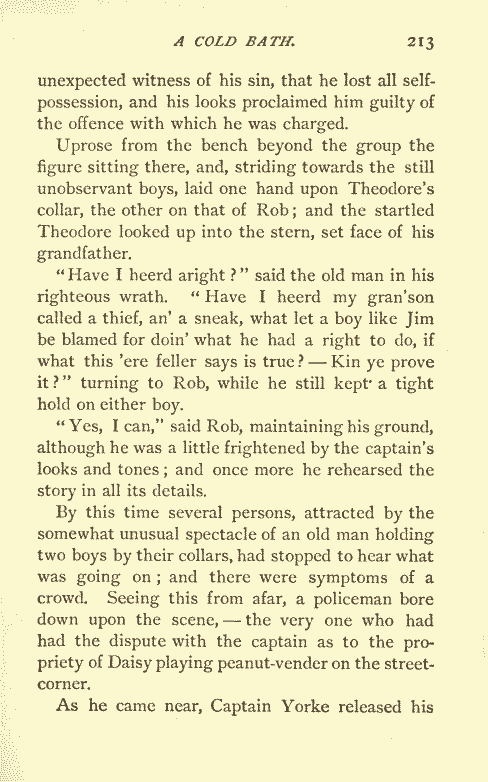 A COLD BATH. 213
unexpected witness of his sin, that he lost all self-
possession, and his looks proclaimed him guilty of
the offence with which he was charged.
Uprose from the bench beyond the group the
figure sitting there, and, striding towards the still
unobservant boys, laid one hand upon Theodore's
collar, the other on that of Rob; and the startled
Theodore looked up into the stern, set face of his
grandfather.
"Have I heerd aright?" said the old man in his
righteous wrath. "Have I heerd my gran'son
called a thief, an' a sneak, what let a boy like Jim
be blamed for doin' what he had a right to do, if
what this 'ere feller says is true? — Kin ye prove
it?" turning to Rob, while he still kept a tight
hold on either boy.
"Yes, I can," said Rob, maintaining his ground,
although he was a little frightened by the captain's
looks and tones; and once more he rehearsed the
story in all its details.
By this time several persons, attracted by the
somewhat unusual spectacle of an old man holding
two boys by their collars, had stopped to hear what
was going on; and there were symptoms of a
crowd. Seeing this from afar, a policeman bore
down upon the scene, — the very one who had
had the dispute with the captain as to the pro-
priety of Daisy playing peanut-vender on the street-
corner.
As he came near, Captain Yorke released his